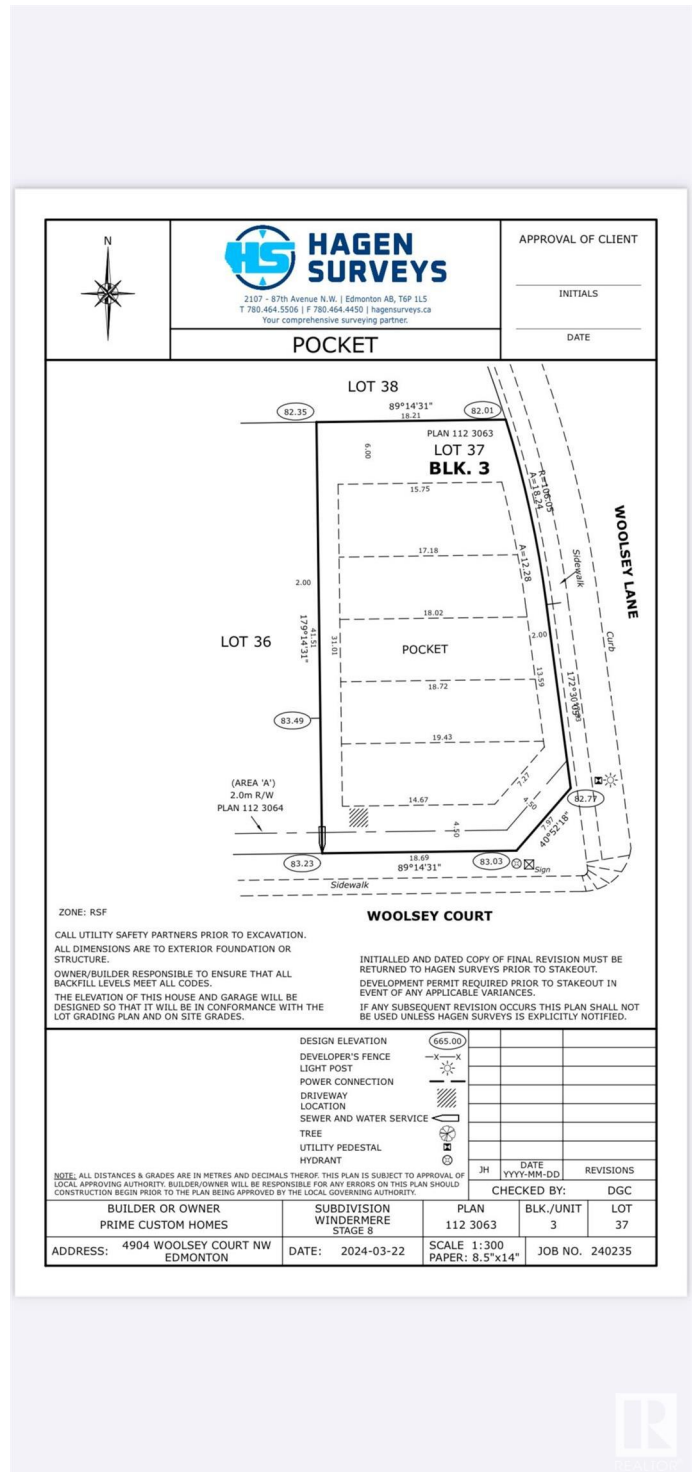 N
HS
HAGEN
SURVEYS
2107 - 87th Avenue N.W. | Edmonton AB, T6P 1L5
T 780.464.5506 | F 780.464.4450 | hagensurveys.ca
Your comprehensive surveying partner.
POCKET
APPROVAL OF CLIENT
INITIALS
DATE
LOT 38
82.35
89°14'31"
18.21
82.01
PLAN 112 3063
LOT 37
BLK. 3
6.00
15.75
R=106.05
A=18.24
17.18
A=12.28
WOOLSEY LANE
Sidewalk
2.00
18.02
179°14'31"
41.51
31.01
LOT 36
POCKET
2.00
Curb
18.72
13.59
172°30'05"
83.49
19.43
7.27
(AREA 'A')
2.0m R/W
PLAN 112 3064
14.67
4.50
4.50
82.77
7.97
40°52'18"
83.23
18.69
89°14'31"
83.03
Sign
Sidewalk
ZONE: RSF
WOOLSEY COURT
CALL UTILITY SAFETY PARTNERS PRIOR TO EXCAVATION.
ALL DIMENSIONS ARE TO EXTERIOR FOUNDATION OR
STRUCTURE.
OWNER/BUILDER RESPONSIBLE TO ENSURE THAT ALL
BACKFILL LEVELS MEET ALL CODES.
THE ELEVATION OF THIS HOUSE AND GARAGE WILL BE
DESIGNED SO THAT IT WILL BE IN CONFORMANCE WITH THE
LOT GRADING PLAN AND ON SITE GRADES.
INITIALLED AND DATED COPY OF FINAL REVISION MUST BE
RETURNED TO HAGEN SURVEYS PRIOR TO STAKEOUT.
DEVELOPMENT PERMIT REQUIRED PRIOR TO STAKEOUT IN
EVENT OF ANY APPLICABLE VARIANCES.
IF ANY SUBSEQUENT REVISION OCCURS THIS PLAN SHALL NOT
BE USED UNLESS HAGEN SURVEYS IS EXPLICITLY NOTIFIED.
DESIGN ELEVATION 665.00
DEVELOPER'S FENCE X X
LIGHT POST
POWER CONNECTION
DRIVEWAY
LOCATION
SEWER AND WATER SERVICE
TREE
UTILITY PEDESTAL
HYDRANT
JH
DATE
YYYY-MM-DD
REVISIONS
NOTE: ALL DISTANCES & GRADES ARE IN METRES AND DECIMALS THEROF. THIS PLAN IS SUBJECT TO APPROVAL OF
LOCAL APPROVING AUTHORITY. BUILDER/OWNER WILL BE RESPONSIBLE FOR ANY ERRORS ON THIS PLAN SHOULD
CONSTRUCTION BEGIN PRIOR TO THE PLAN BEING APPROVED BY THE LOCAL GOVERNING AUTHORITY.
CHECKED BY: DGC
BUILDER OR OWNER
PRIME CUSTOM HOMES
SUBDIVISION
WINDERMERE
STAGE 8
PLAN
112 3063
BLK./UNIT
3
LOT
37
ADDRESS: 4904 WOOLSEY COURT NW
EDMONTON
DATE: 2024-03-22
SCALE 1:300
PAPER: 8.5"x14"
JOB NO. 240235
R
REALTOR